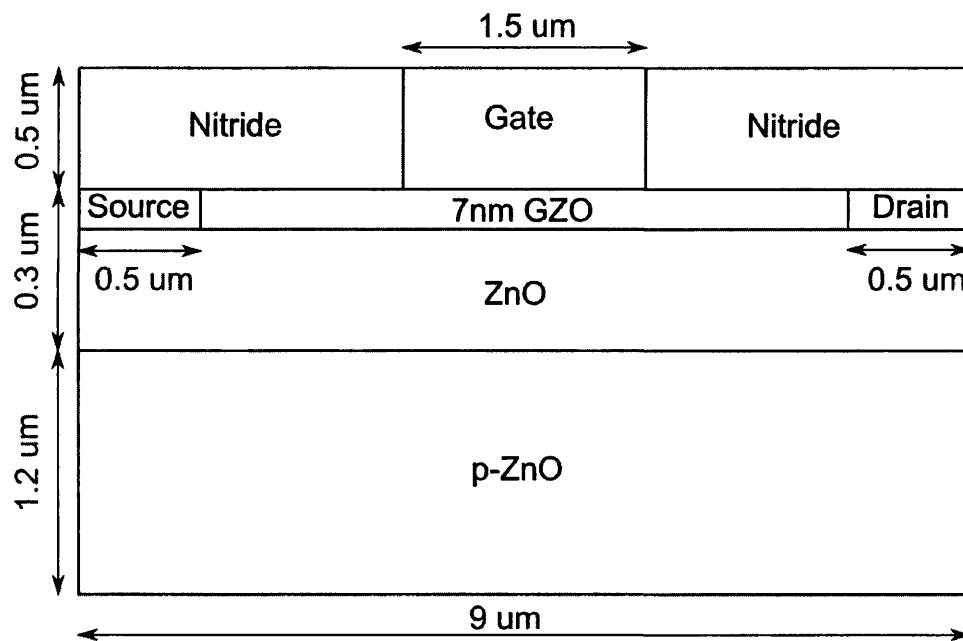 1.5 um
0.5 um
Nitride
Gate
Nitride
Source
7nm GZO
Drain
0.3 um
0.5 um
0.5 um
ZnO
1.2 um
p-ZnO
9 um